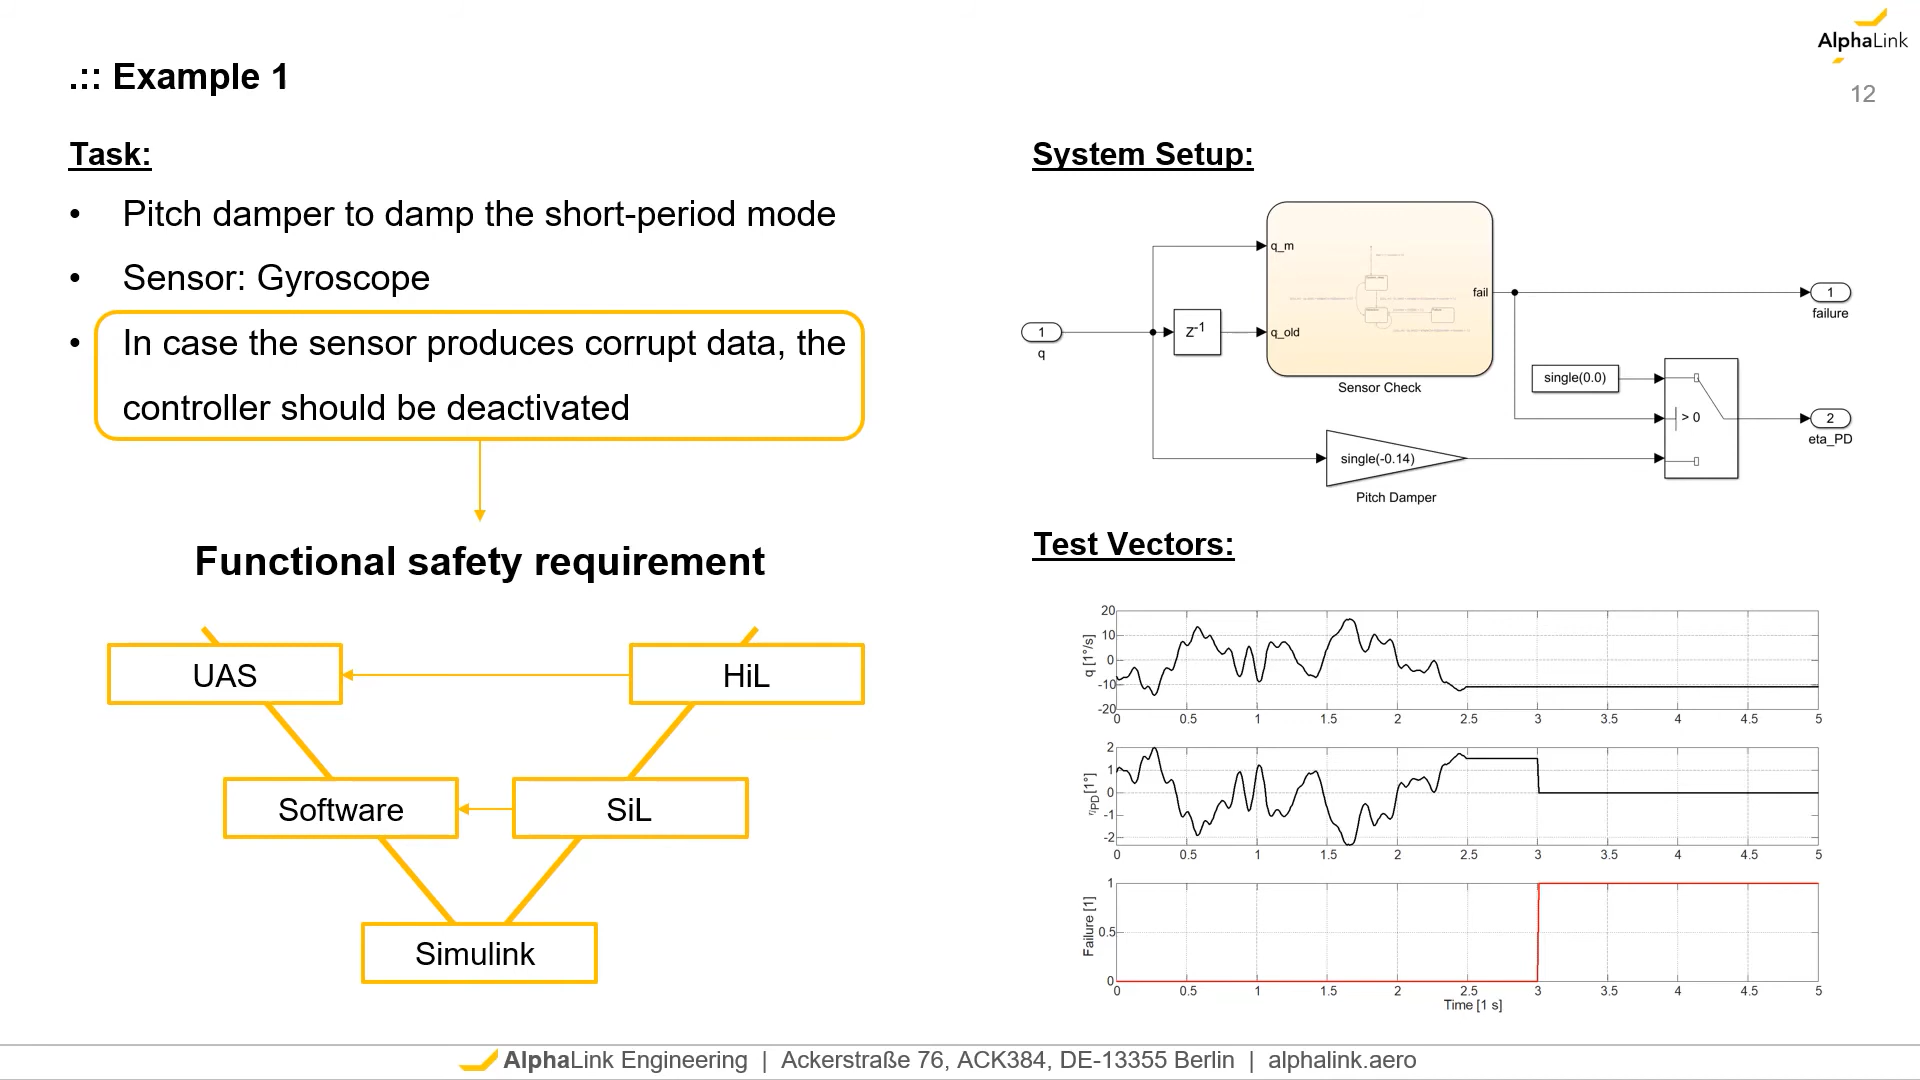 AlphaLink
12
.:: Example 1
Task:
• Pitch damper to damp the short-period mode
• Sensor: Gyroscope
• In case the sensor produces corrupt data, the
controller should be deactivated
Functional safety requirement
UAS
HiL
Software
SiL
Simulink
System Setup:
1
q
z-1
q_m
q_old
fail
Sensor Check
1
failure
single(0.0)
> 0
2
eta_PD
single(-0.14)
Pitch Damper
Test Vectors:
q [1°/s]
20
10
0
-10
-20
0 0.5 1 1.5 2 2.5 3 3.5 4 4.5 5
ηPD[1°]
2
1
0
-1
-2
0 0.5 1 1.5 2 2.5 3 3.5 4 4.5 5
Failure [1]
1
0.5
0
0 0.5 1 1.5 2 2.5 3 3.5 4 4.5 5
Time [1 s]
AlphaLink Engineering | Ackerstraße 76, ACK384, DE-13355 Berlin | alphalink.aero